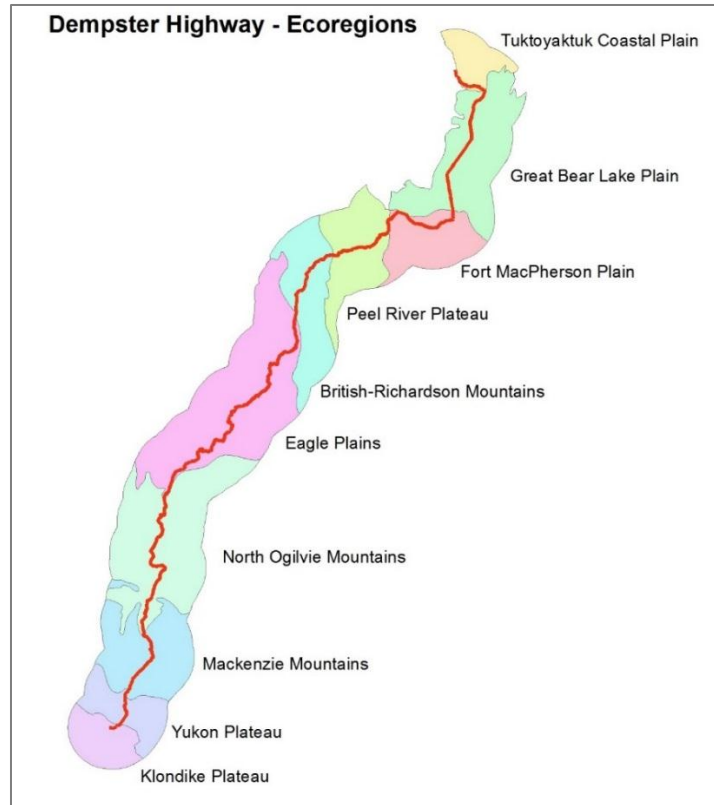 Dempster Highway - Ecoregions
Tuktoyaktuk Coastal Plain
Great Bear Lake Plain
Fort MacPherson Plain
Peel River Plateau
British-Richardson Mountains
Eagle Plains
North Ogilvie Mountains
Mackenzie Mountains
Yukon Plateau
Klondike Plateau